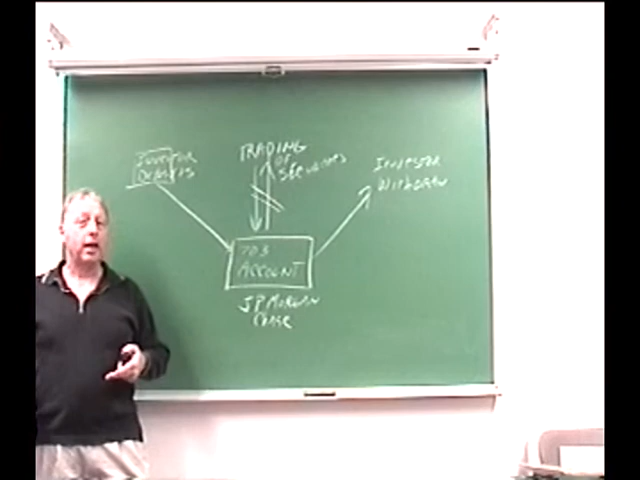 Investor
Deposits
TRADING
OF
SECURITIES
Investor
Withdraw
703
ACCOUNT
JP MORGAN
CHASE